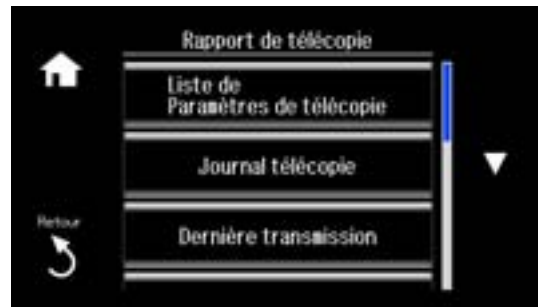 Rapport de télécopie
Liste de
Paramètres de télécopie
Journal télécopie
Retour
Dernière transmission